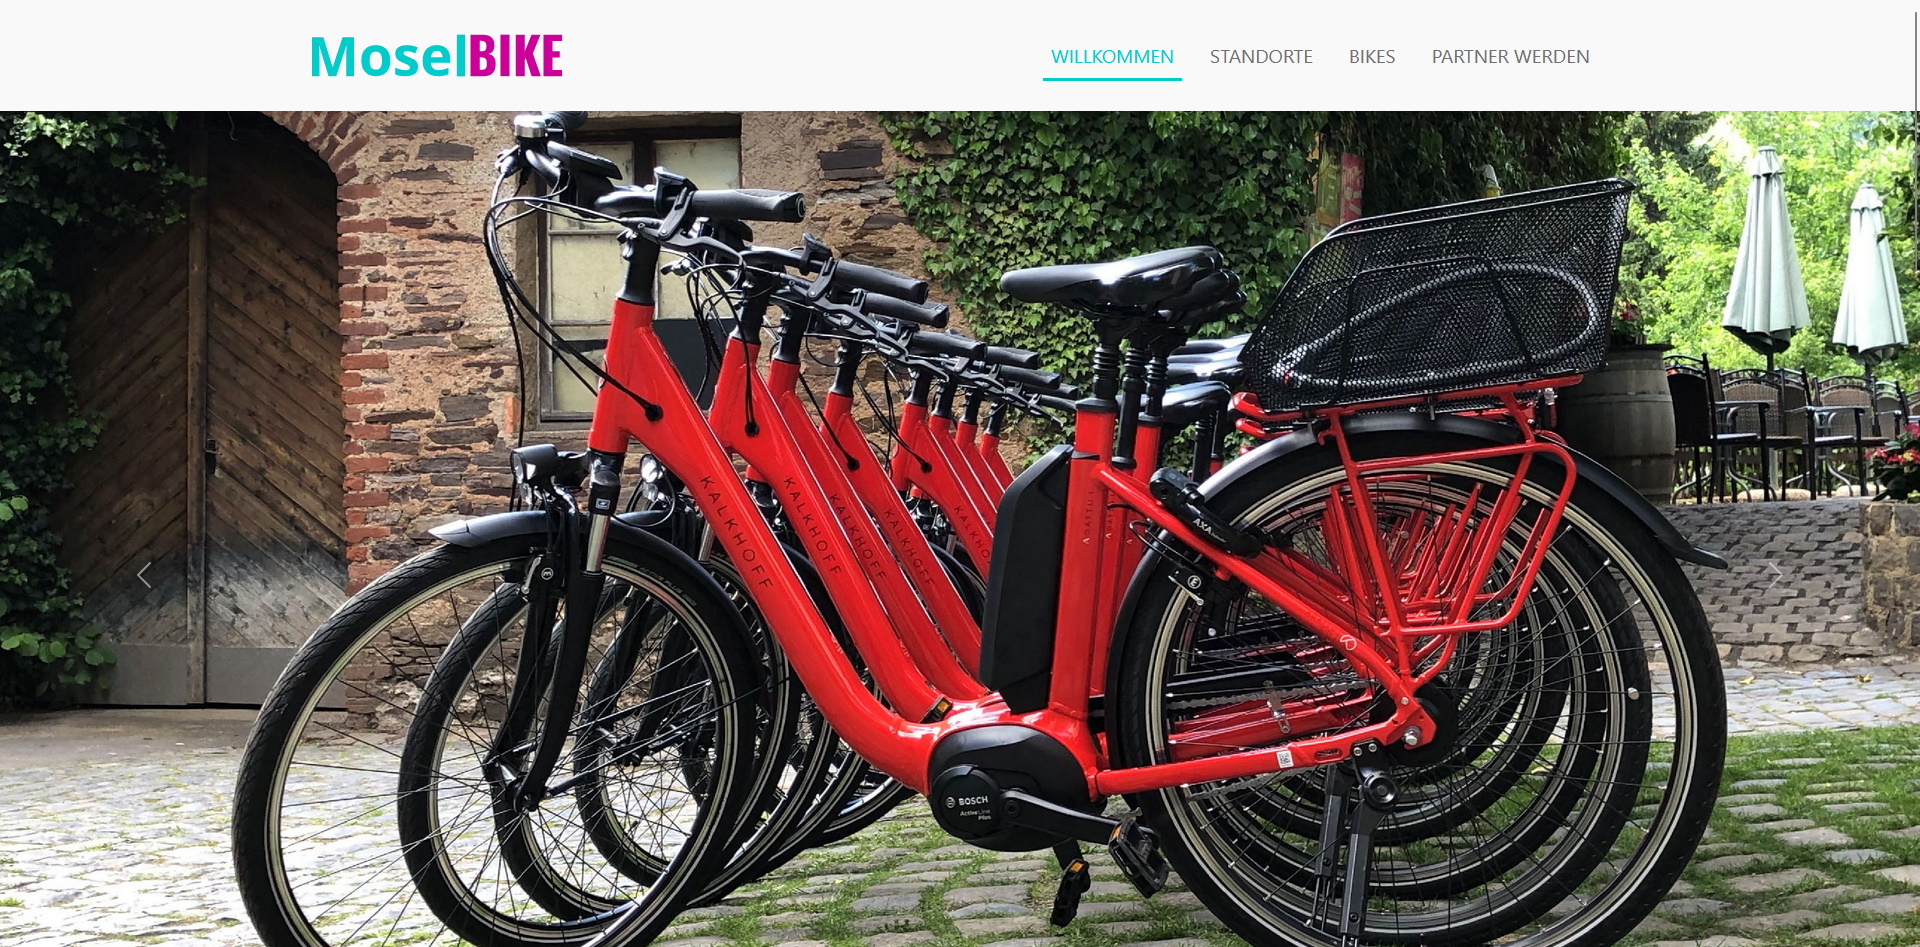 MoselBIKE
WILLKOMMEN STANDORTE BIKES PARTNER WERDEN
KALKHOFF
KALKHOFF
KALKHOFF
KALKHOFF
AXA
BOSCH
Active Line
Plus